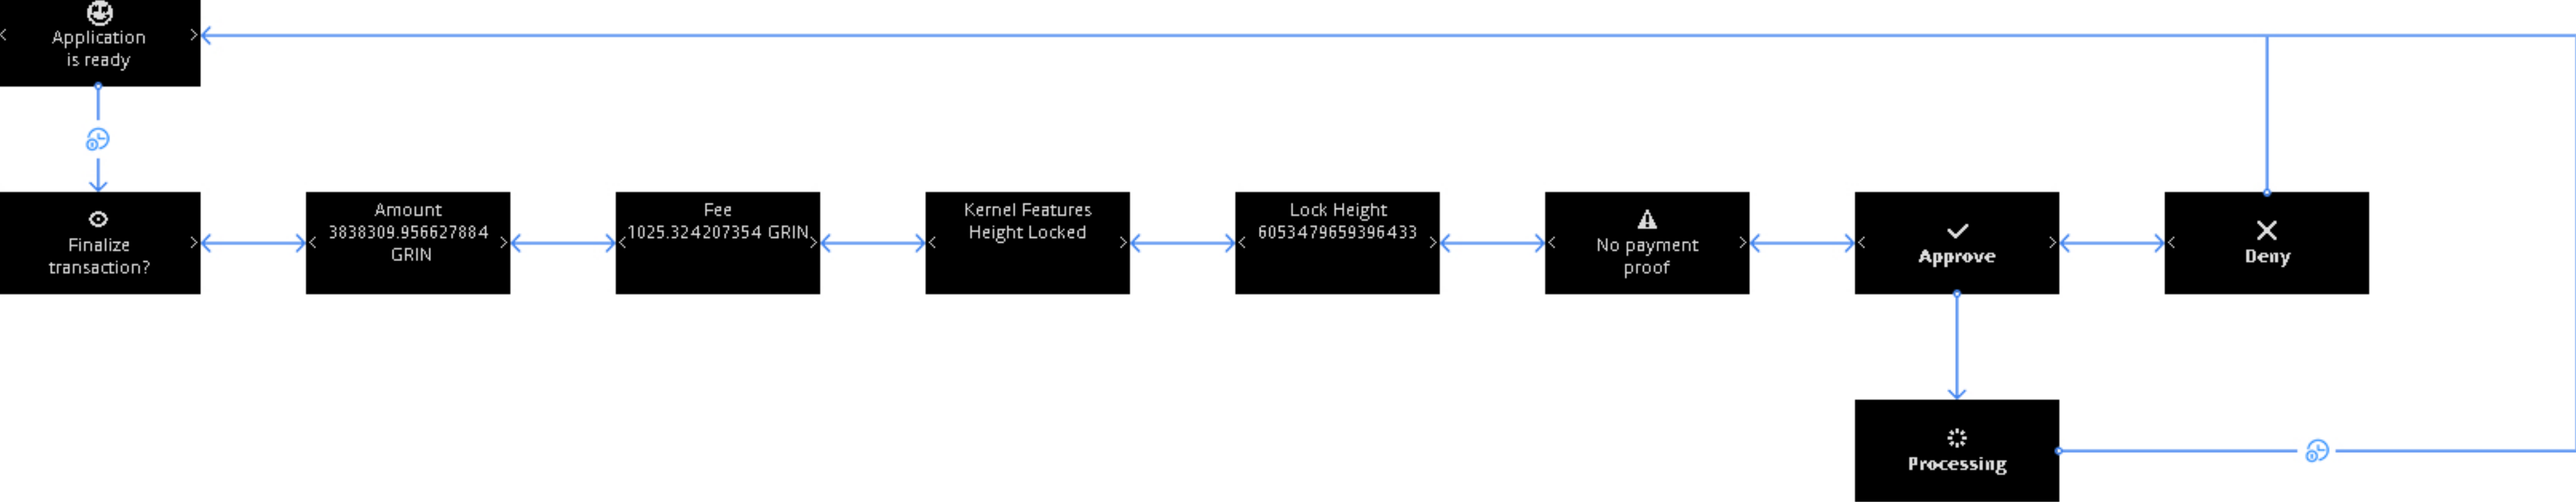 Application
is ready
Finalize
transaction?
Amount
3838309.956627884
GRIN
Fee
1025.324207354 GRIN
Kernel Features
Height Locked
Lock Height
6053479659396433
No payment
proof
Approve
Deny
Processing